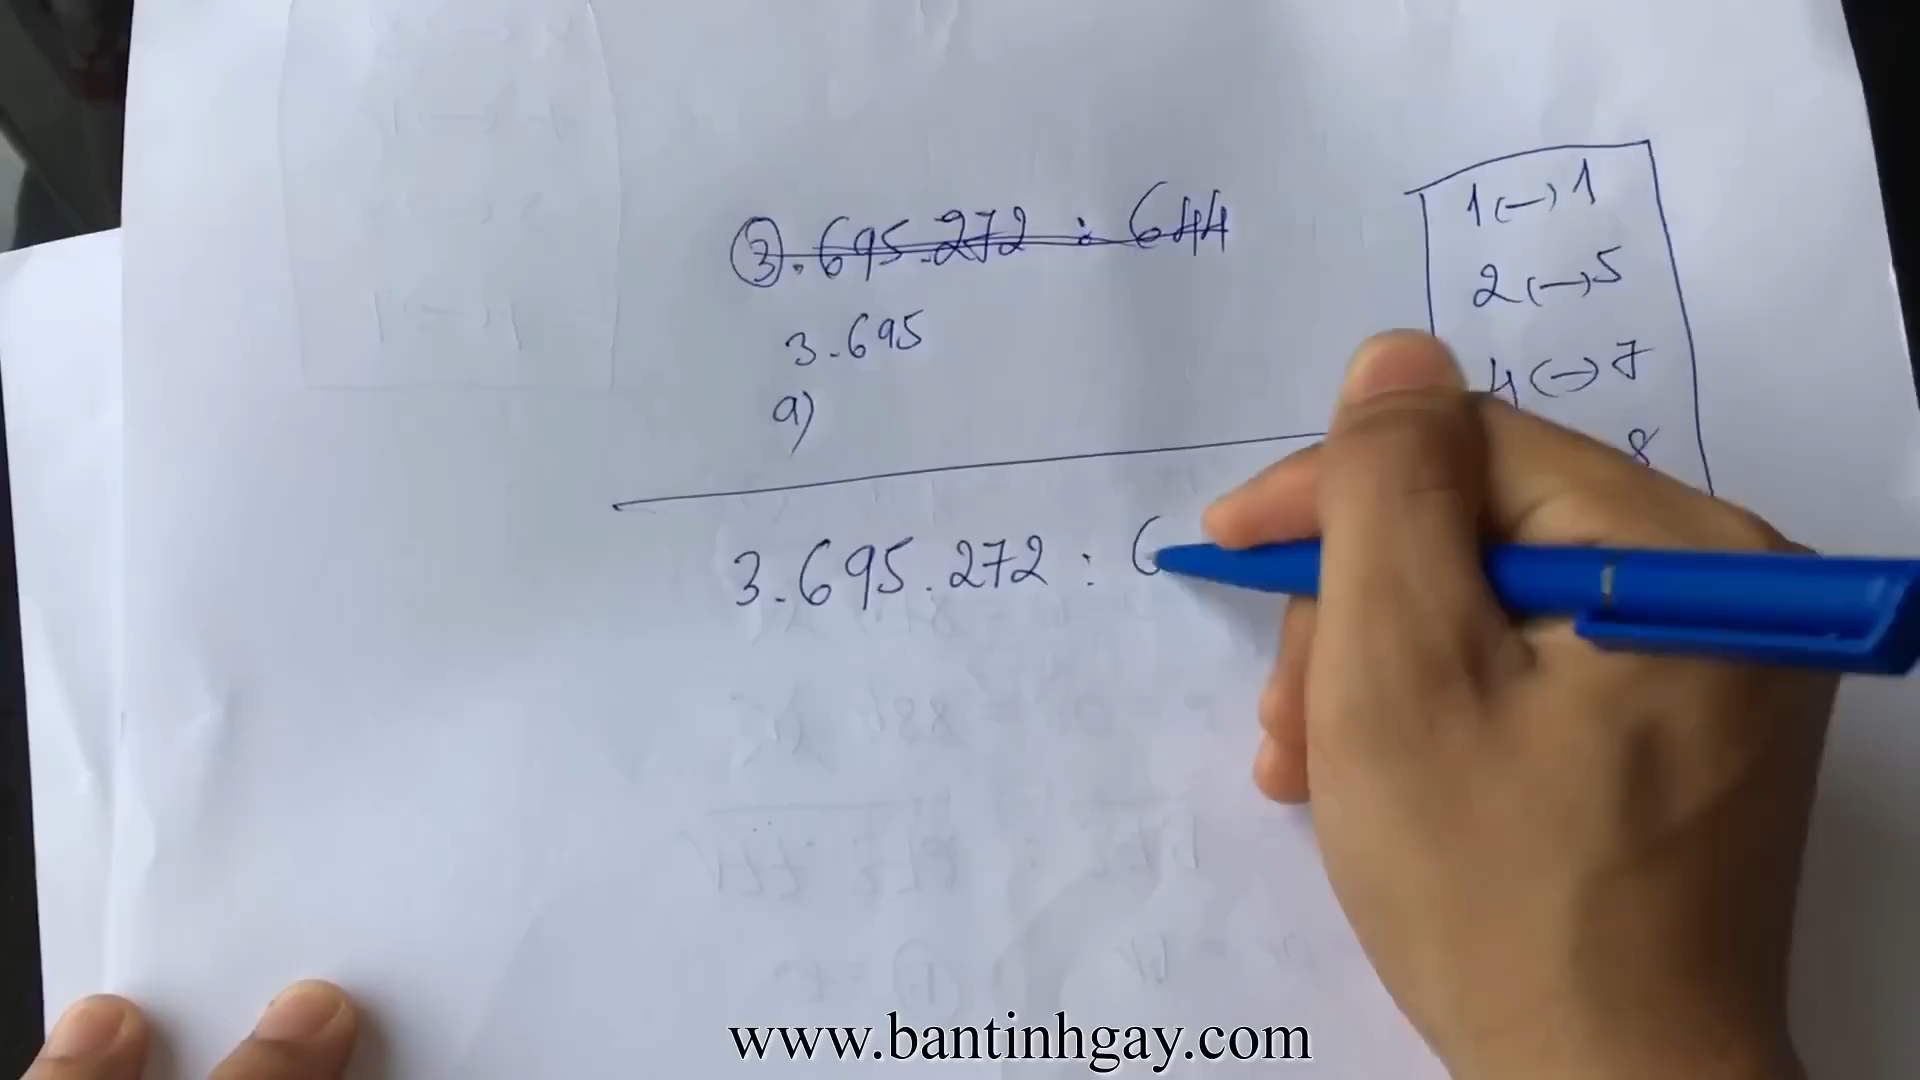 3.695.272 : 644
3.695
a)
3.695.272 : 6
1 ↔ 1
2 ↔ 5
4 ↔ 7
8
www.bantinhgay.com